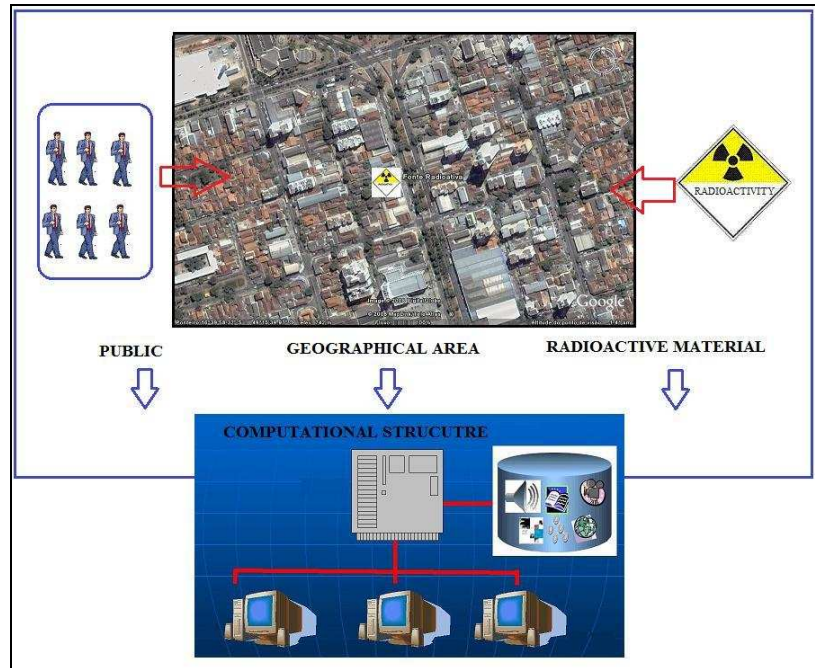 Fonte Radioativa
RADIOACTIVITY
Google
PUBLIC
GEOGRAPHICAL AREA
RADIOACTIVE MATERIAL
COMPUTATIONAL STRUCUTRE